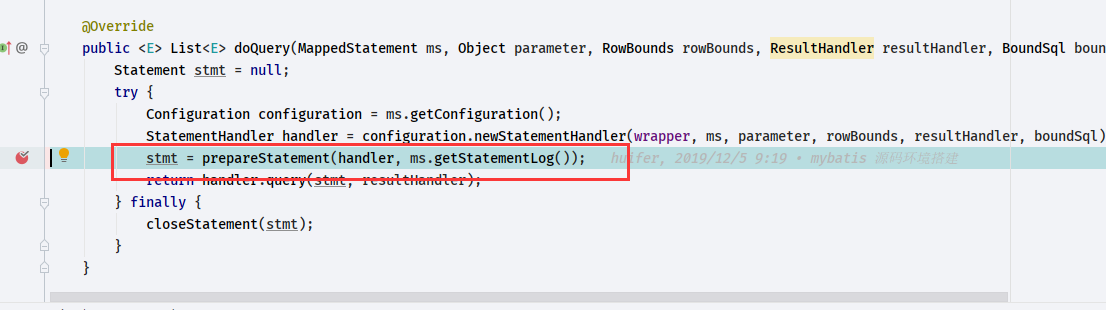 @Override
public <E> List<E> doQuery(MappedStatement ms, Object parameter, RowBounds rowBounds, ResultHandler resultHandler, BoundSql boun
Statement stmt = null;
try {
Configuration configuration = ms.getConfiguration();
StatementHandler handler = configuration.newStatementHandler(wrapper, ms, parameter, rowBounds, resultHandler, boundSql)
stmt = prepareStatement(handler, ms.getStatementLog()); huifer, 2019/12/5 9:19 • mybatis 源码环境搭建
return handler.query(stmt, resultHandler);
} finally {
closeStatement(stmt);
}
}